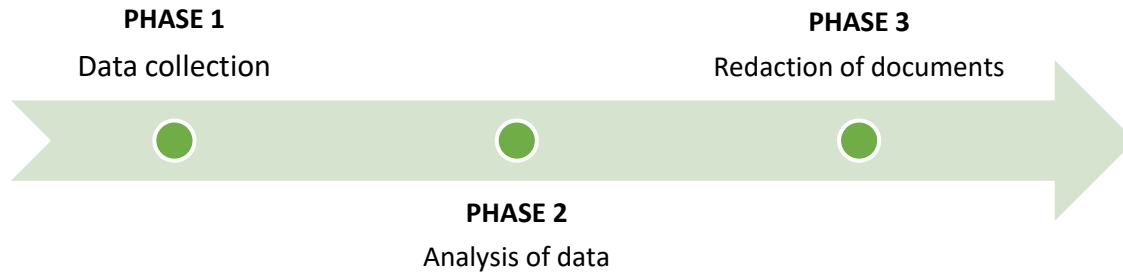 PHASE 1
Data collection
PHASE 2
Analysis of data
PHASE 3
Redaction of documents